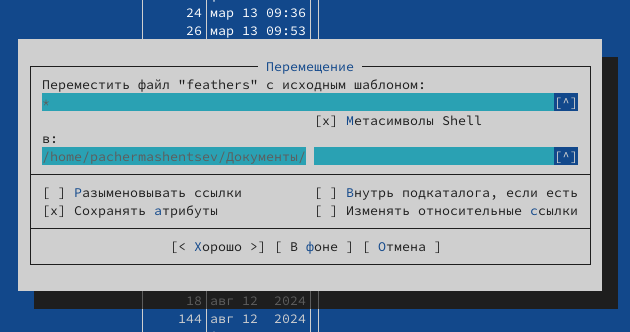 24 мар 13 09:36
26 мар 13 09:53
Перемещение
Переместить файл "feathers" с исходным шаблоном:
* [^]
[x] Метасимволы Shell
в:
/home/pachermashentsev/Документы/ [^]
[ ] Разыменовывать ссылки [ ] Внутрь подкаталога, если есть
[x] Сохранять атрибуты [ ] Изменять относительные ссылки
[< Хорошо >] [ В фоне ] [ Отмена ]
18 авг 12 2024
144 авг 12 2024